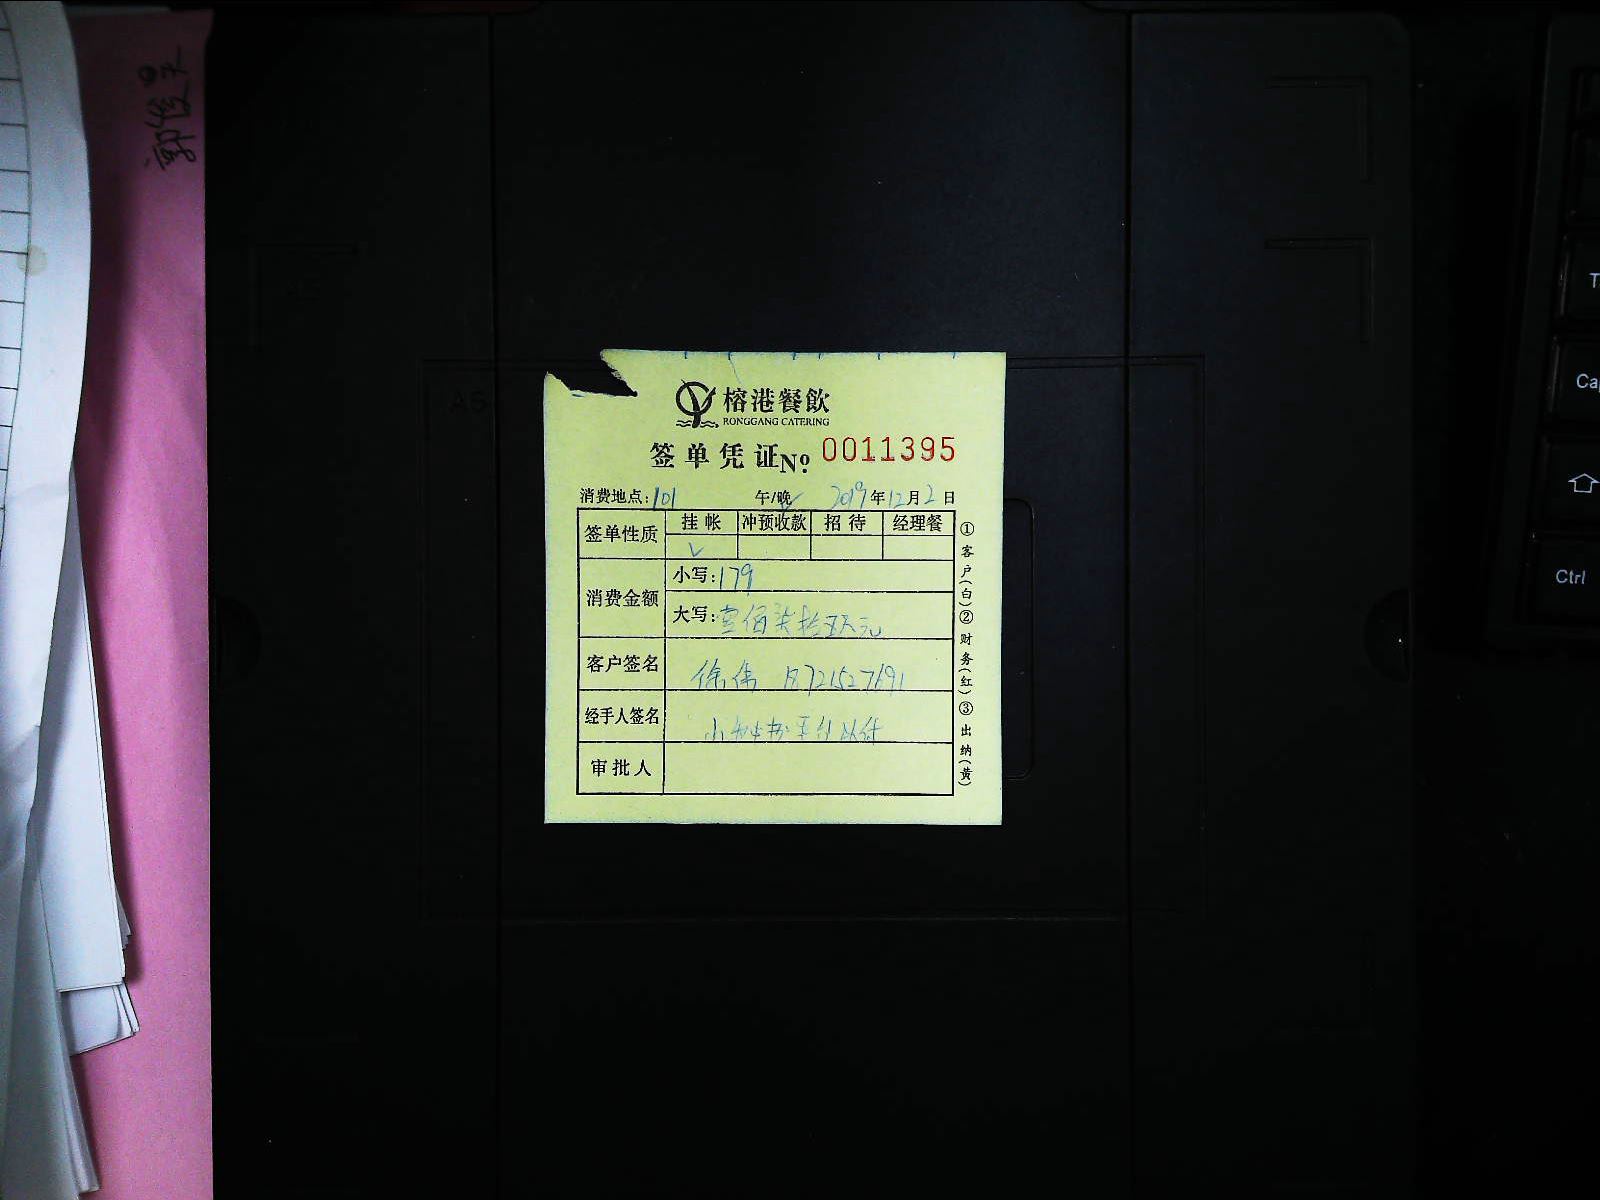 榕港餐飲
RONGGANG CATERING
签单凭证 No 0011395
消费地点:101 午/晚✓ 2019年12月2日
签单性质 挂帐 冲预收款 招待 经理餐
✓
消费金额 小写:179
大写:壹佰柒拾玖元
客户签名 徐伟
经手人签名
审批人
①客户(白)②财务(红)③出纳(黄)
A5
Ca
Ctrl